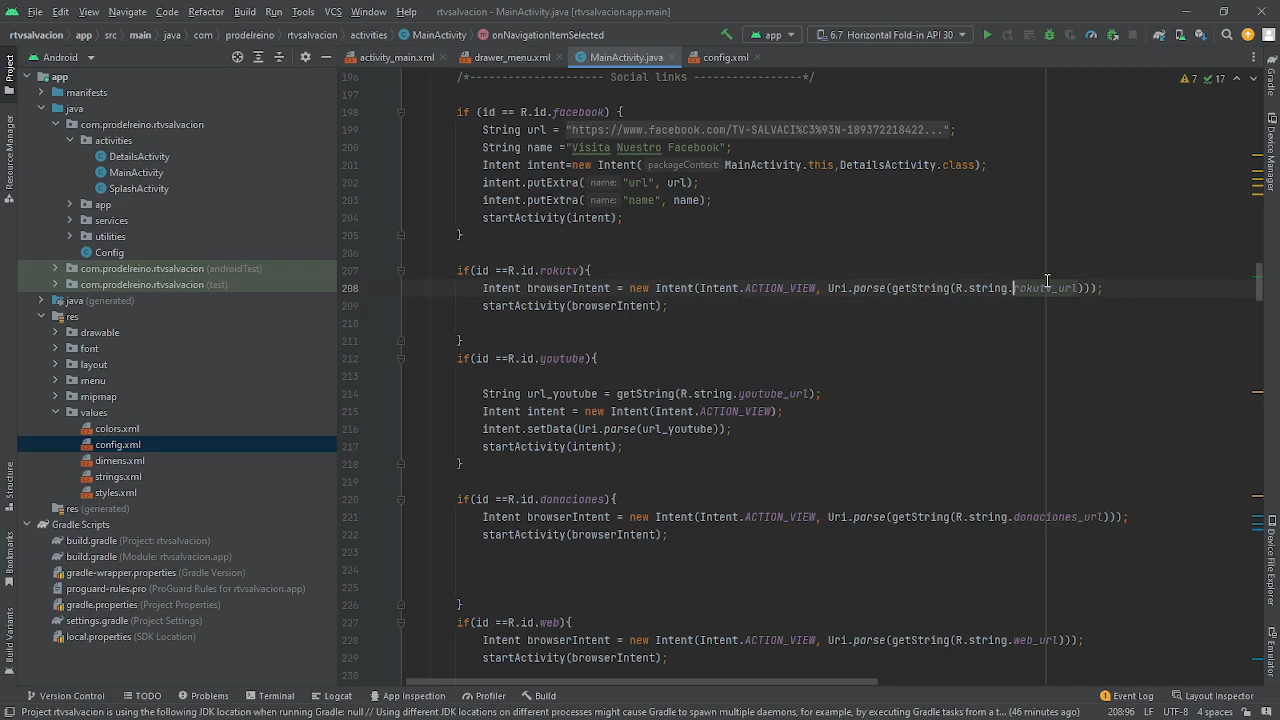 File Edit View Navigate Code Refactor Build Run Tools VCS Window Help rtvsalvacion - MainActivity.java [rtvsalvacion.app.main]
rtvsalvacion app src main java com prodelreino rtvsalvacion activities MainActivity onNavigationItemSelected app 6.7 Horizontal Fold-in API 30
Project Android activity_main.xml drawer_menu.xml MainActivity.java config.xml Gradle
app 196 /*-------------------- Social links ----------------*/ 7 17
manifests 197
java 198 if (id == R.id.facebook) {
com.prodelreino.rtvsalvacion 199 String url = "https://www.facebook.com/TV-SALVACI%C3%93N-189372218422...";
activities 200 String name ="Visita Nuestro Facebook";
DetailsActivity 201 Intent intent=new Intent( packageContext: MainActivity.this,DetailsActivity.class);
MainActivity 202 intent.putExtra( name: "url", url);
SplashActivity 203 intent.putExtra( name: "name", name);
app 204 startActivity(intent);
services 205 }
utilities 206
Config 207 if(id ==R.id.rokutv){
com.prodelreino.rtvsalvacion (androidTest) 208 Intent browserIntent = new Intent(Intent.ACTION_VIEW, Uri.parse(getString(R.string.rokutv_url)));
com.prodelreino.rtvsalvacion (test) 209 startActivity(browserIntent);
java (generated) 210
res 211 }
drawable 212 if(id ==R.id.youtube){
font 213
layout 214 String url_youtube = getString(R.string.youtube_url);
menu 215 Intent intent = new Intent(Intent.ACTION_VIEW);
mipmap 216 intent.setData(Uri.parse(url_youtube));
values 217 startActivity(intent);
colors.xml 218 }
config.xml 219
dimens.xml 220 if(id ==R.id.donaciones){
strings.xml 221 Intent browserIntent = new Intent(Intent.ACTION_VIEW, Uri.parse(getString(R.string.donaciones_url)));
styles.xml 222 startActivity(browserIntent);
res (generated) 223
Gradle Scripts 224
build.gradle (Project: rtvsalvacion) 225
build.gradle (Module: rtvsalvacion.app) 226 }
gradle-wrapper.properties (Gradle Version) 227 if(id ==R.id.web){
proguard-rules.pro (ProGuard Rules for rtvsalvacion.app) 228 Intent browserIntent = new Intent(Intent.ACTION_VIEW, Uri.parse(getString(R.string.web_url)));
gradle.properties (Project Properties) 229 startActivity(browserIntent);
settings.gradle (Project Settings) 230
local.properties (SDK Location)
Resource Manager
Structure
Bookmarks
Build Variants
Device Manager
Device File Explorer
Emulator
Version Control TODO Problems Terminal Logcat App Inspection Profiler Build Event Log Layout Inspector
Project rtvsalvacion is using the following JDK location when running Gradle: null // Using different JDK locations on different processes might cause Gradle to spawn multiple daemons, for example, by executing Gradle tasks from a t... (46 minutes ago) 208:96 LF UTF-8 4 spaces